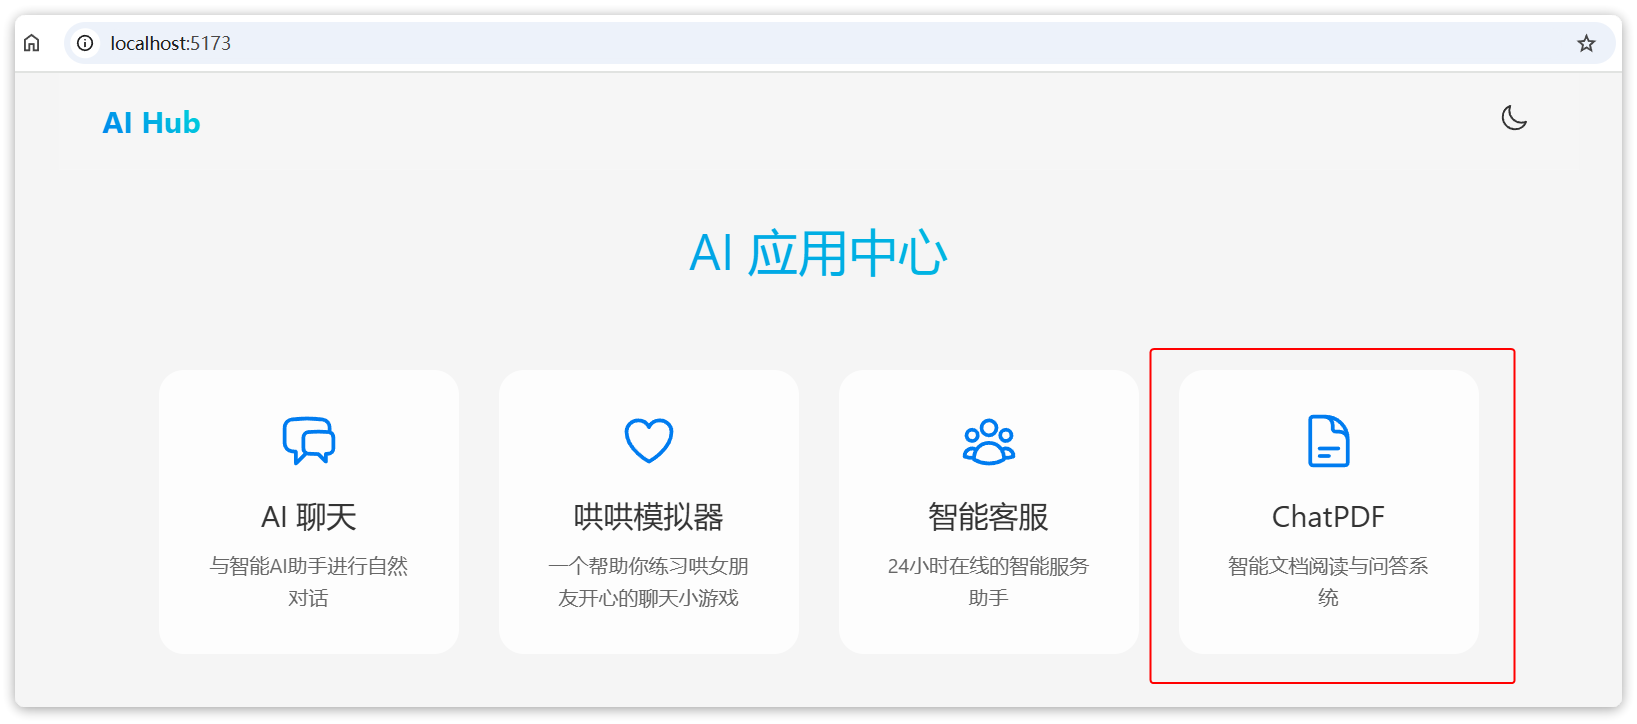 localhost:5173
AI Hub
AI 应用中心
AI 聊天
与智能AI助手进行自然
对话
哄哄模拟器
一个帮助你练习哄女朋
友开心的聊天小游戏
智能客服
24小时在线的智能服务
助手
ChatPDF
智能文档阅读与问答系
统